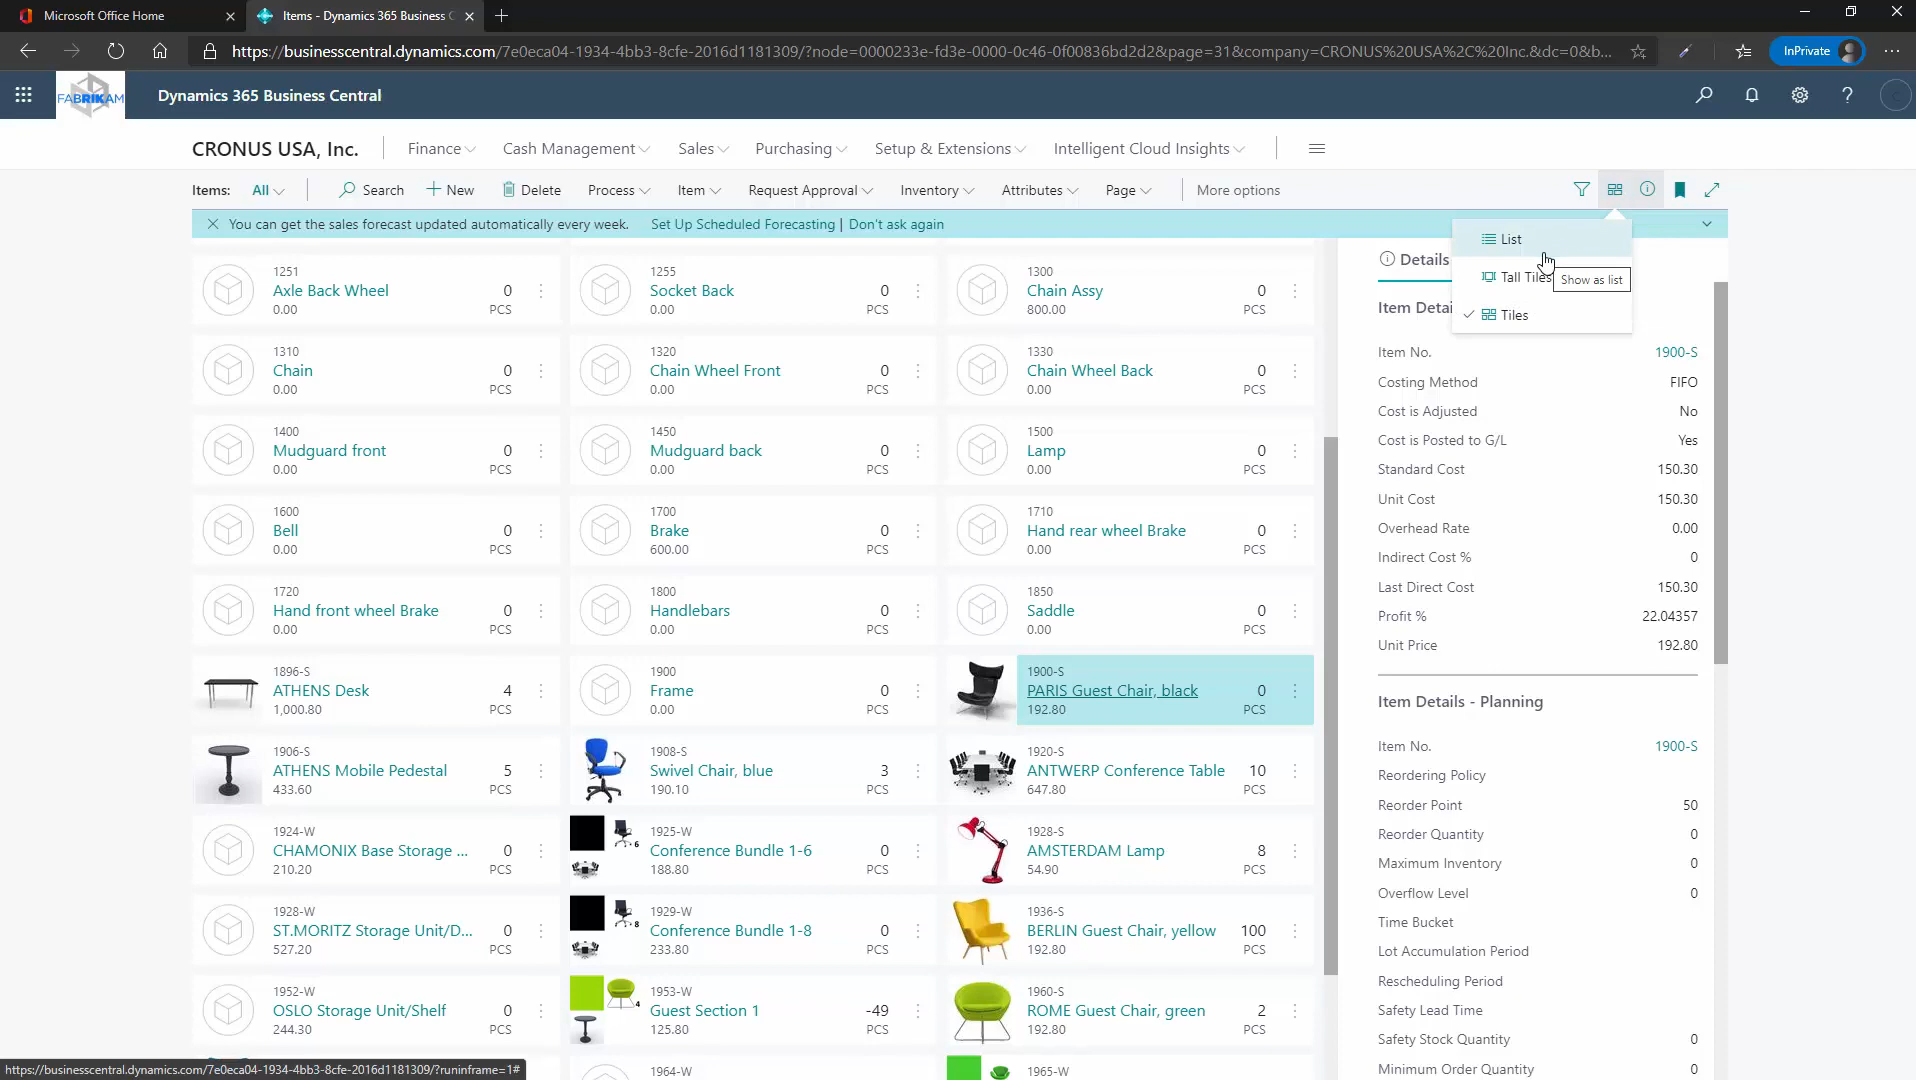 Microsoft Office Home
Items - Dynamics 365 Business C
https://businesscentral.dynamics.com/7e0eca04-1934-4bb3-8cfe-2016d1181309/?node=0000233e-fd3e-0000-0c46-0f00836bd2d2&page=31&company=CRONUS%20USA%2C%20Inc.&dc=0&b...
InPrivate
FABRIKAM
Dynamics 365 Business Central
CRONUS USA, Inc.
Finance
Cash Management
Sales
Purchasing
Setup & Extensions
Intelligent Cloud Insights
Items: All
Search
New
Delete
Process
Item
Request Approval
Inventory
Attributes
Page
More options
You can get the sales forecast updated automatically every week. Set Up Scheduled Forecasting | Don't ask again
List
Tall Tiles
Show as list
Tiles
1251
Axle Back Wheel 0
0.00 PCS
1255
Socket Back 0
0.00 PCS
1300
Chain Assy 0
800.00 PCS
1310
Chain 0
0.00 PCS
1320
Chain Wheel Front 0
0.00 PCS
1330
Chain Wheel Back 0
0.00 PCS
1400
Mudguard front 0
0.00 PCS
1450
Mudguard back 0
0.00 PCS
1500
Lamp 0
0.00 PCS
1600
Bell 0
0.00 PCS
1700
Brake 0
600.00 PCS
1710
Hand rear wheel Brake 0
0.00 PCS
1720
Hand front wheel Brake 0
0.00 PCS
1800
Handlebars 0
0.00 PCS
1850
Saddle 0
0.00 PCS
1896-S
ATHENS Desk 4
1,000.80 PCS
1900
Frame 0
0.00 PCS
1900-S
PARIS Guest Chair, black 0
192.80 PCS
1906-S
ATHENS Mobile Pedestal 5
433.60 PCS
1908-S
Swivel Chair, blue 3
190.10 PCS
1920-S
ANTWERP Conference Table 10
647.80 PCS
1924-W
CHAMONIX Base Storage ... 0
210.20 PCS
6
1925-W
Conference Bundle 1-6 0
188.80 PCS
1928-S
AMSTERDAM Lamp 8
54.90 PCS
1928-W
ST.MORITZ Storage Unit/D... 0
527.20 PCS
8
1929-W
Conference Bundle 1-8 0
233.80 PCS
1936-S
BERLIN Guest Chair, yellow 100
192.80 PCS
1952-W
OSLO Storage Unit/Shelf 0
244.30 PCS
4
1953-W
Guest Section 1 -49
125.80 PCS
1960-S
ROME Guest Chair, green 2
192.80 PCS
1964-W
1965-W
Details
Item Detai
Item No. 1900-S
Costing Method FIFO
Cost is Adjusted No
Cost is Posted to G/L Yes
Standard Cost 150.30
Unit Cost 150.30
Overhead Rate 0.00
Indirect Cost % 0
Last Direct Cost 150.30
Profit % 22.04357
Unit Price 192.80
Item Details - Planning
Item No. 1900-S
Reordering Policy
Reorder Point 50
Reorder Quantity 0
Maximum Inventory 0
Overflow Level 0
Time Bucket
Lot Accumulation Period
Rescheduling Period
Safety Lead Time
Safety Stock Quantity 0
Minimum Order Quantity 0
https://businesscentral.dynamics.com/7e0eca04-1934-4bb3-8cfe-2016d1181309/?runinframe=1#